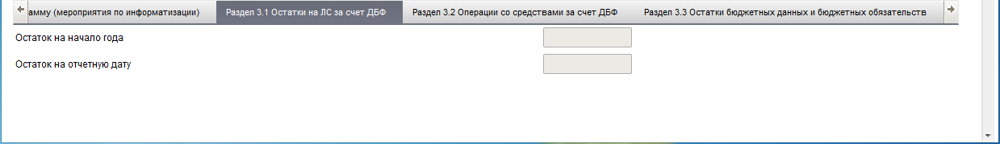 амму (мероприятия по информатизации) Раздел 3.1 Остатки на ЛС за счет ДБФ Раздел 3.2 Операции со средствами за счет ДБФ Раздел 3.3 Остатки бюджетных данных и бюджетных обязательств
Остаток на начало года
Остаток на отчетную дату